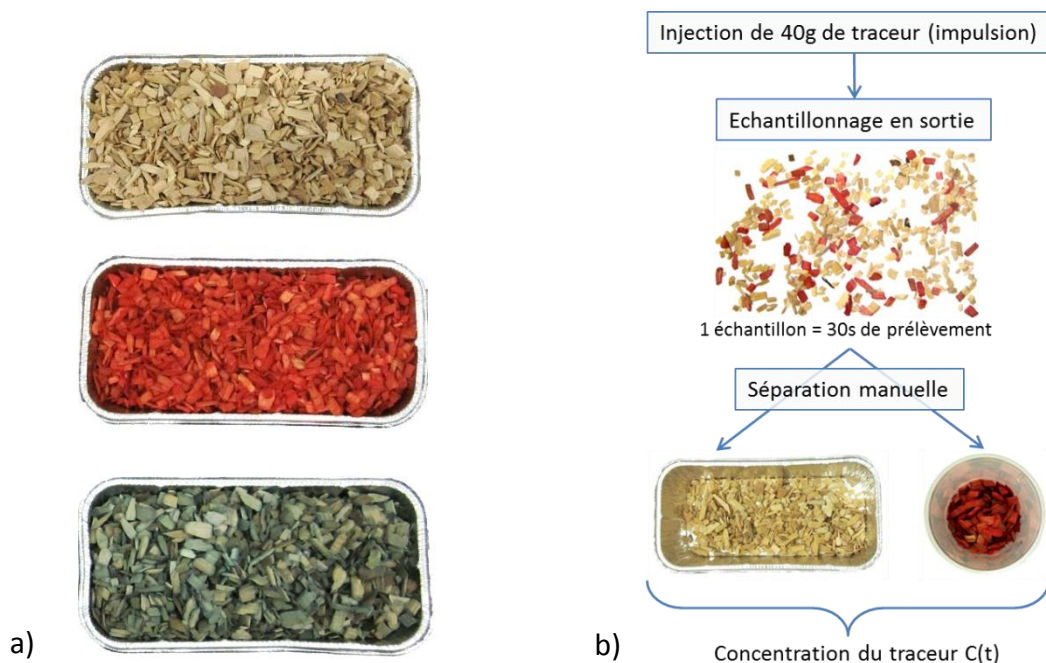 a)
Injection de 40g de traceur (impulsion)
Echantillonnage en sortie
1 échantillon = 30s de prélèvement
Séparation manuelle
b)
Concentration du traceur C(t)